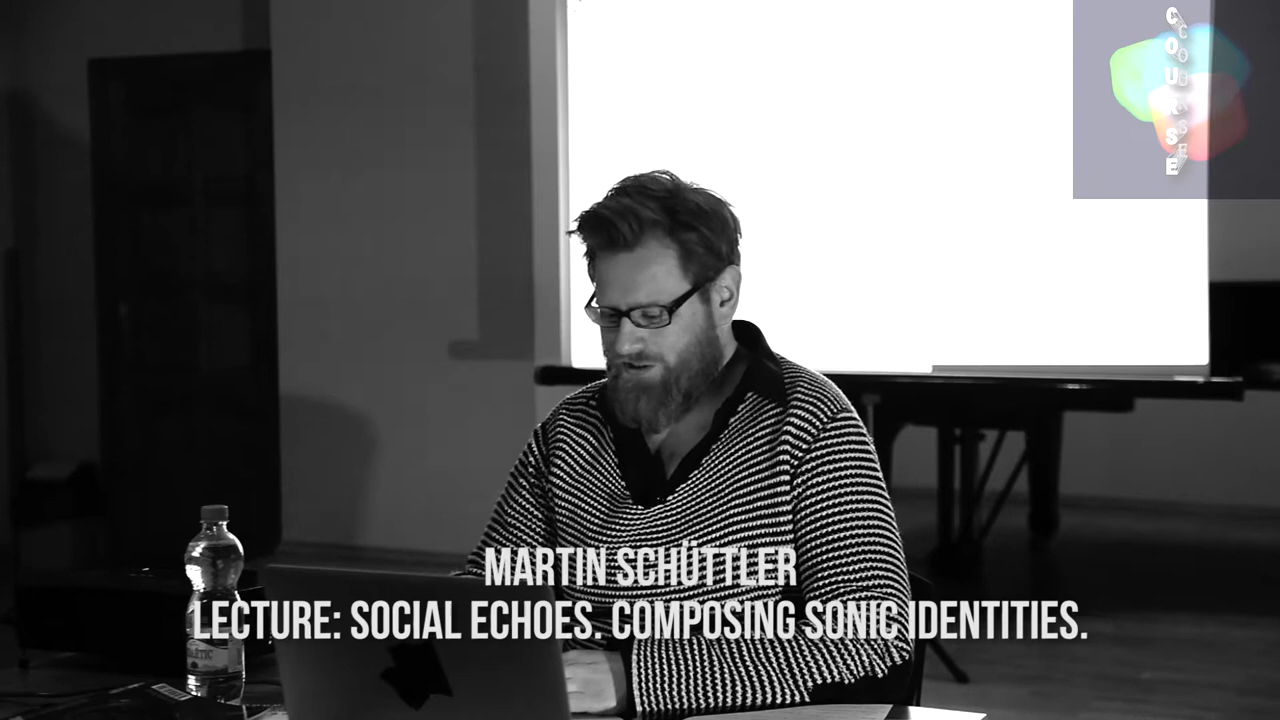 COURSE
MARTIN SCHÜTTLER
LECTURE: SOCIAL ECHOES. COMPOSING SONIC IDENTITIES.